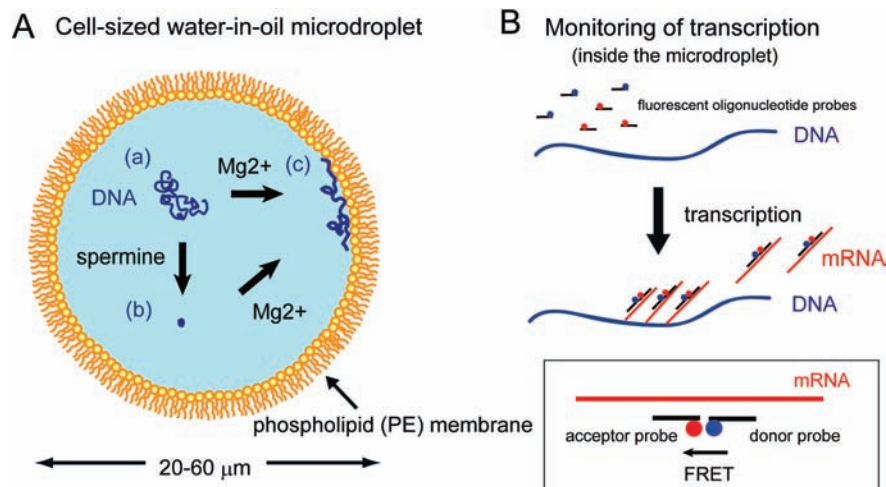 A Cell-sized water-in-oil microdroplet
(a)
DNA
Mg2+
(c)
spermine
(b)
Mg2+
phospholipid (PE) membrane
20-60 μm
B Monitoring of transcription
(inside the microdroplet)
fluorescent oligonucleotide probes
DNA
transcription
mRNA
DNA
mRNA
acceptor probe
donor probe
FRET